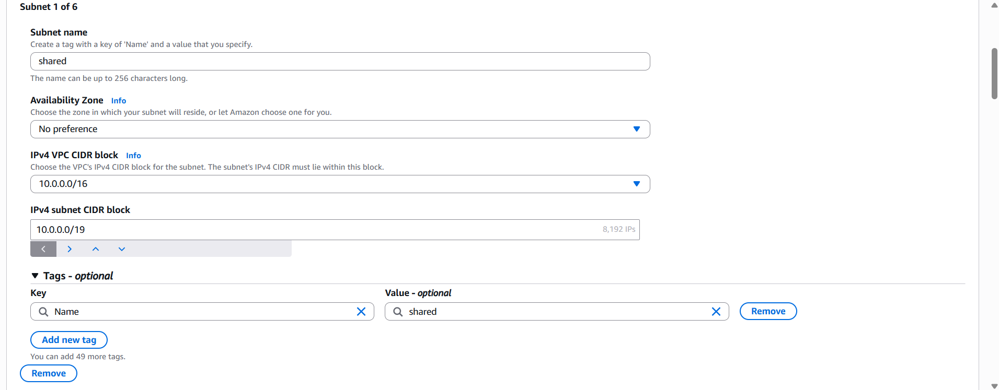 Subnet 1 of 6
Subnet name
Create a tag with a key of 'Name' and a value that you specify.
shared
The name can be up to 256 characters long.
Availability Zone Info
Choose the zone in which your subnet will reside, or let Amazon choose one for you.
No preference
IPv4 VPC CIDR block Info
Choose the VPC's IPv4 CIDR block for the subnet. The subnet's IPv4 CIDR must lie within this block.
10.0.0.0/16
IPv4 subnet CIDR block
10.0.0.0/19 8,192 IPs
Tags - optional
Key Value - optional
Name shared Remove
Add new tag
You can add 49 more tags.
Remove